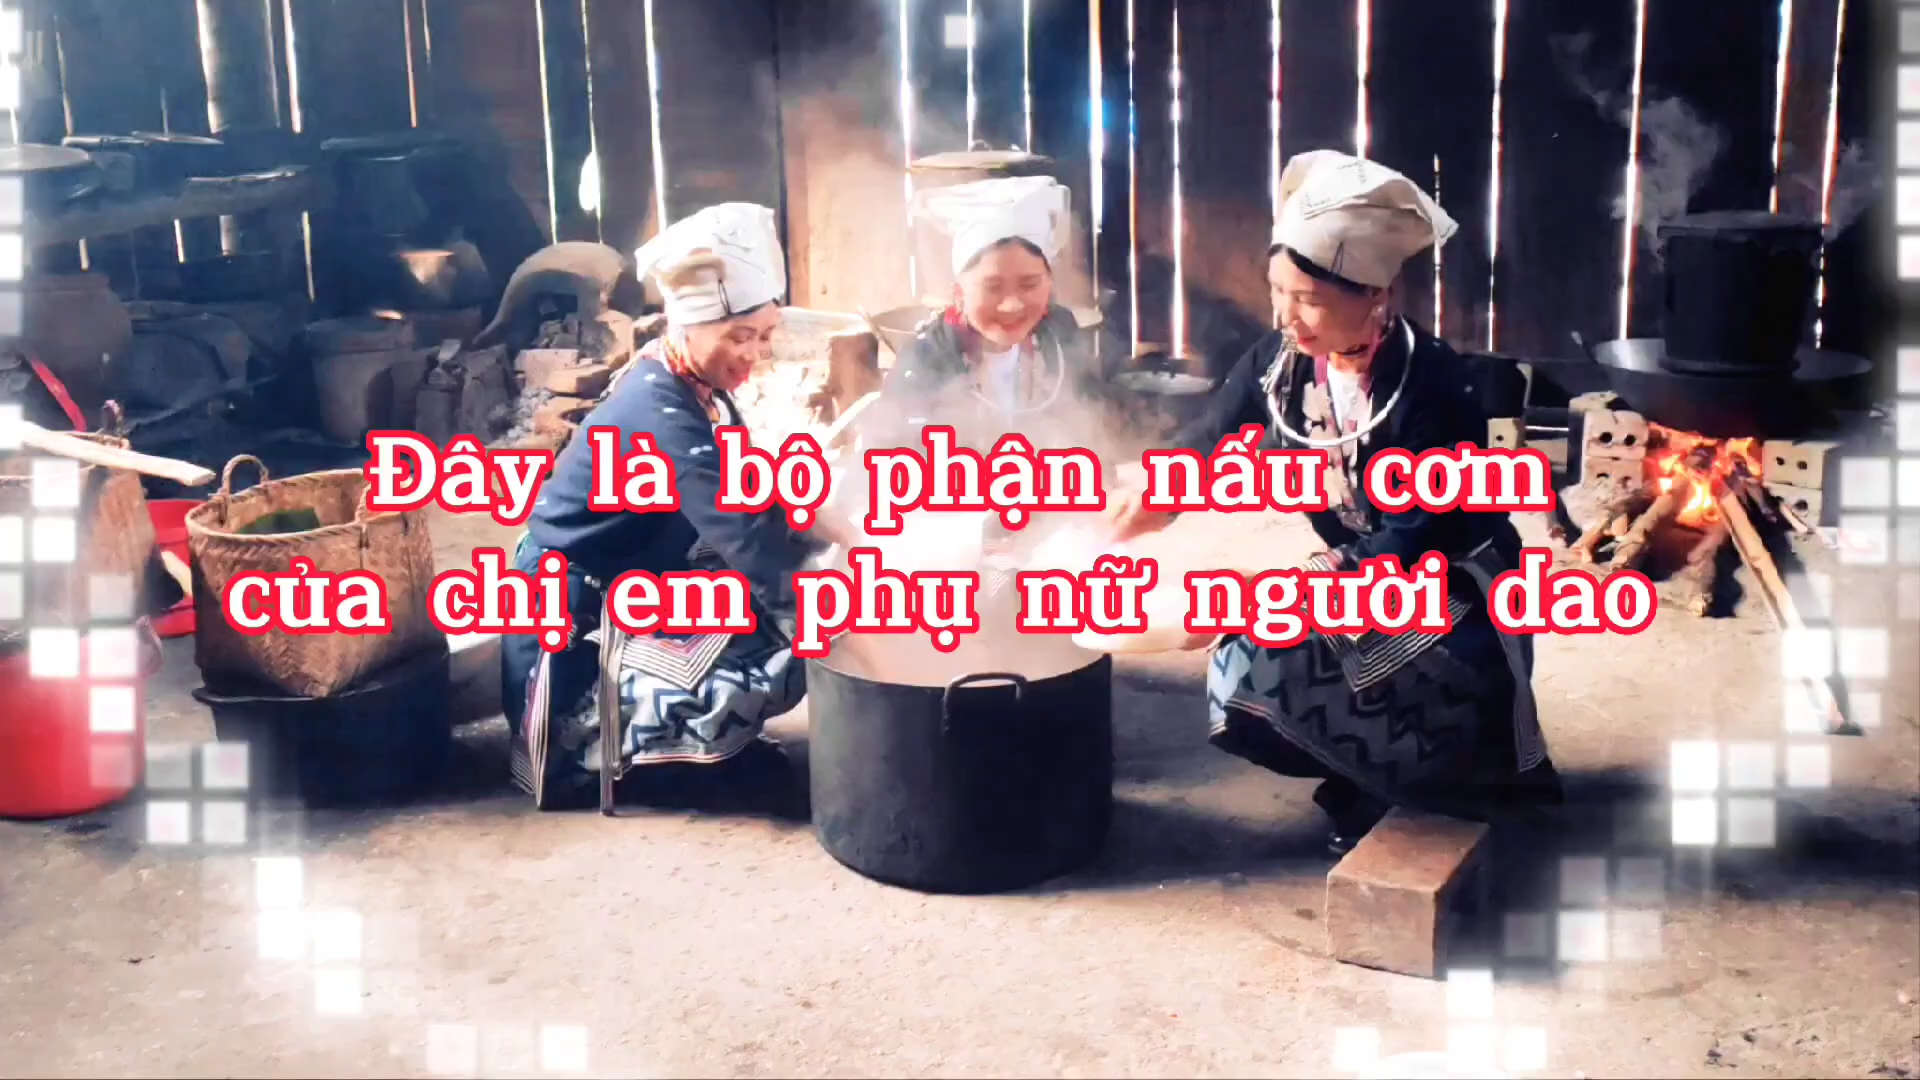 Đây là bộ phận nấu cơm
của chị em phụ nữ người dao